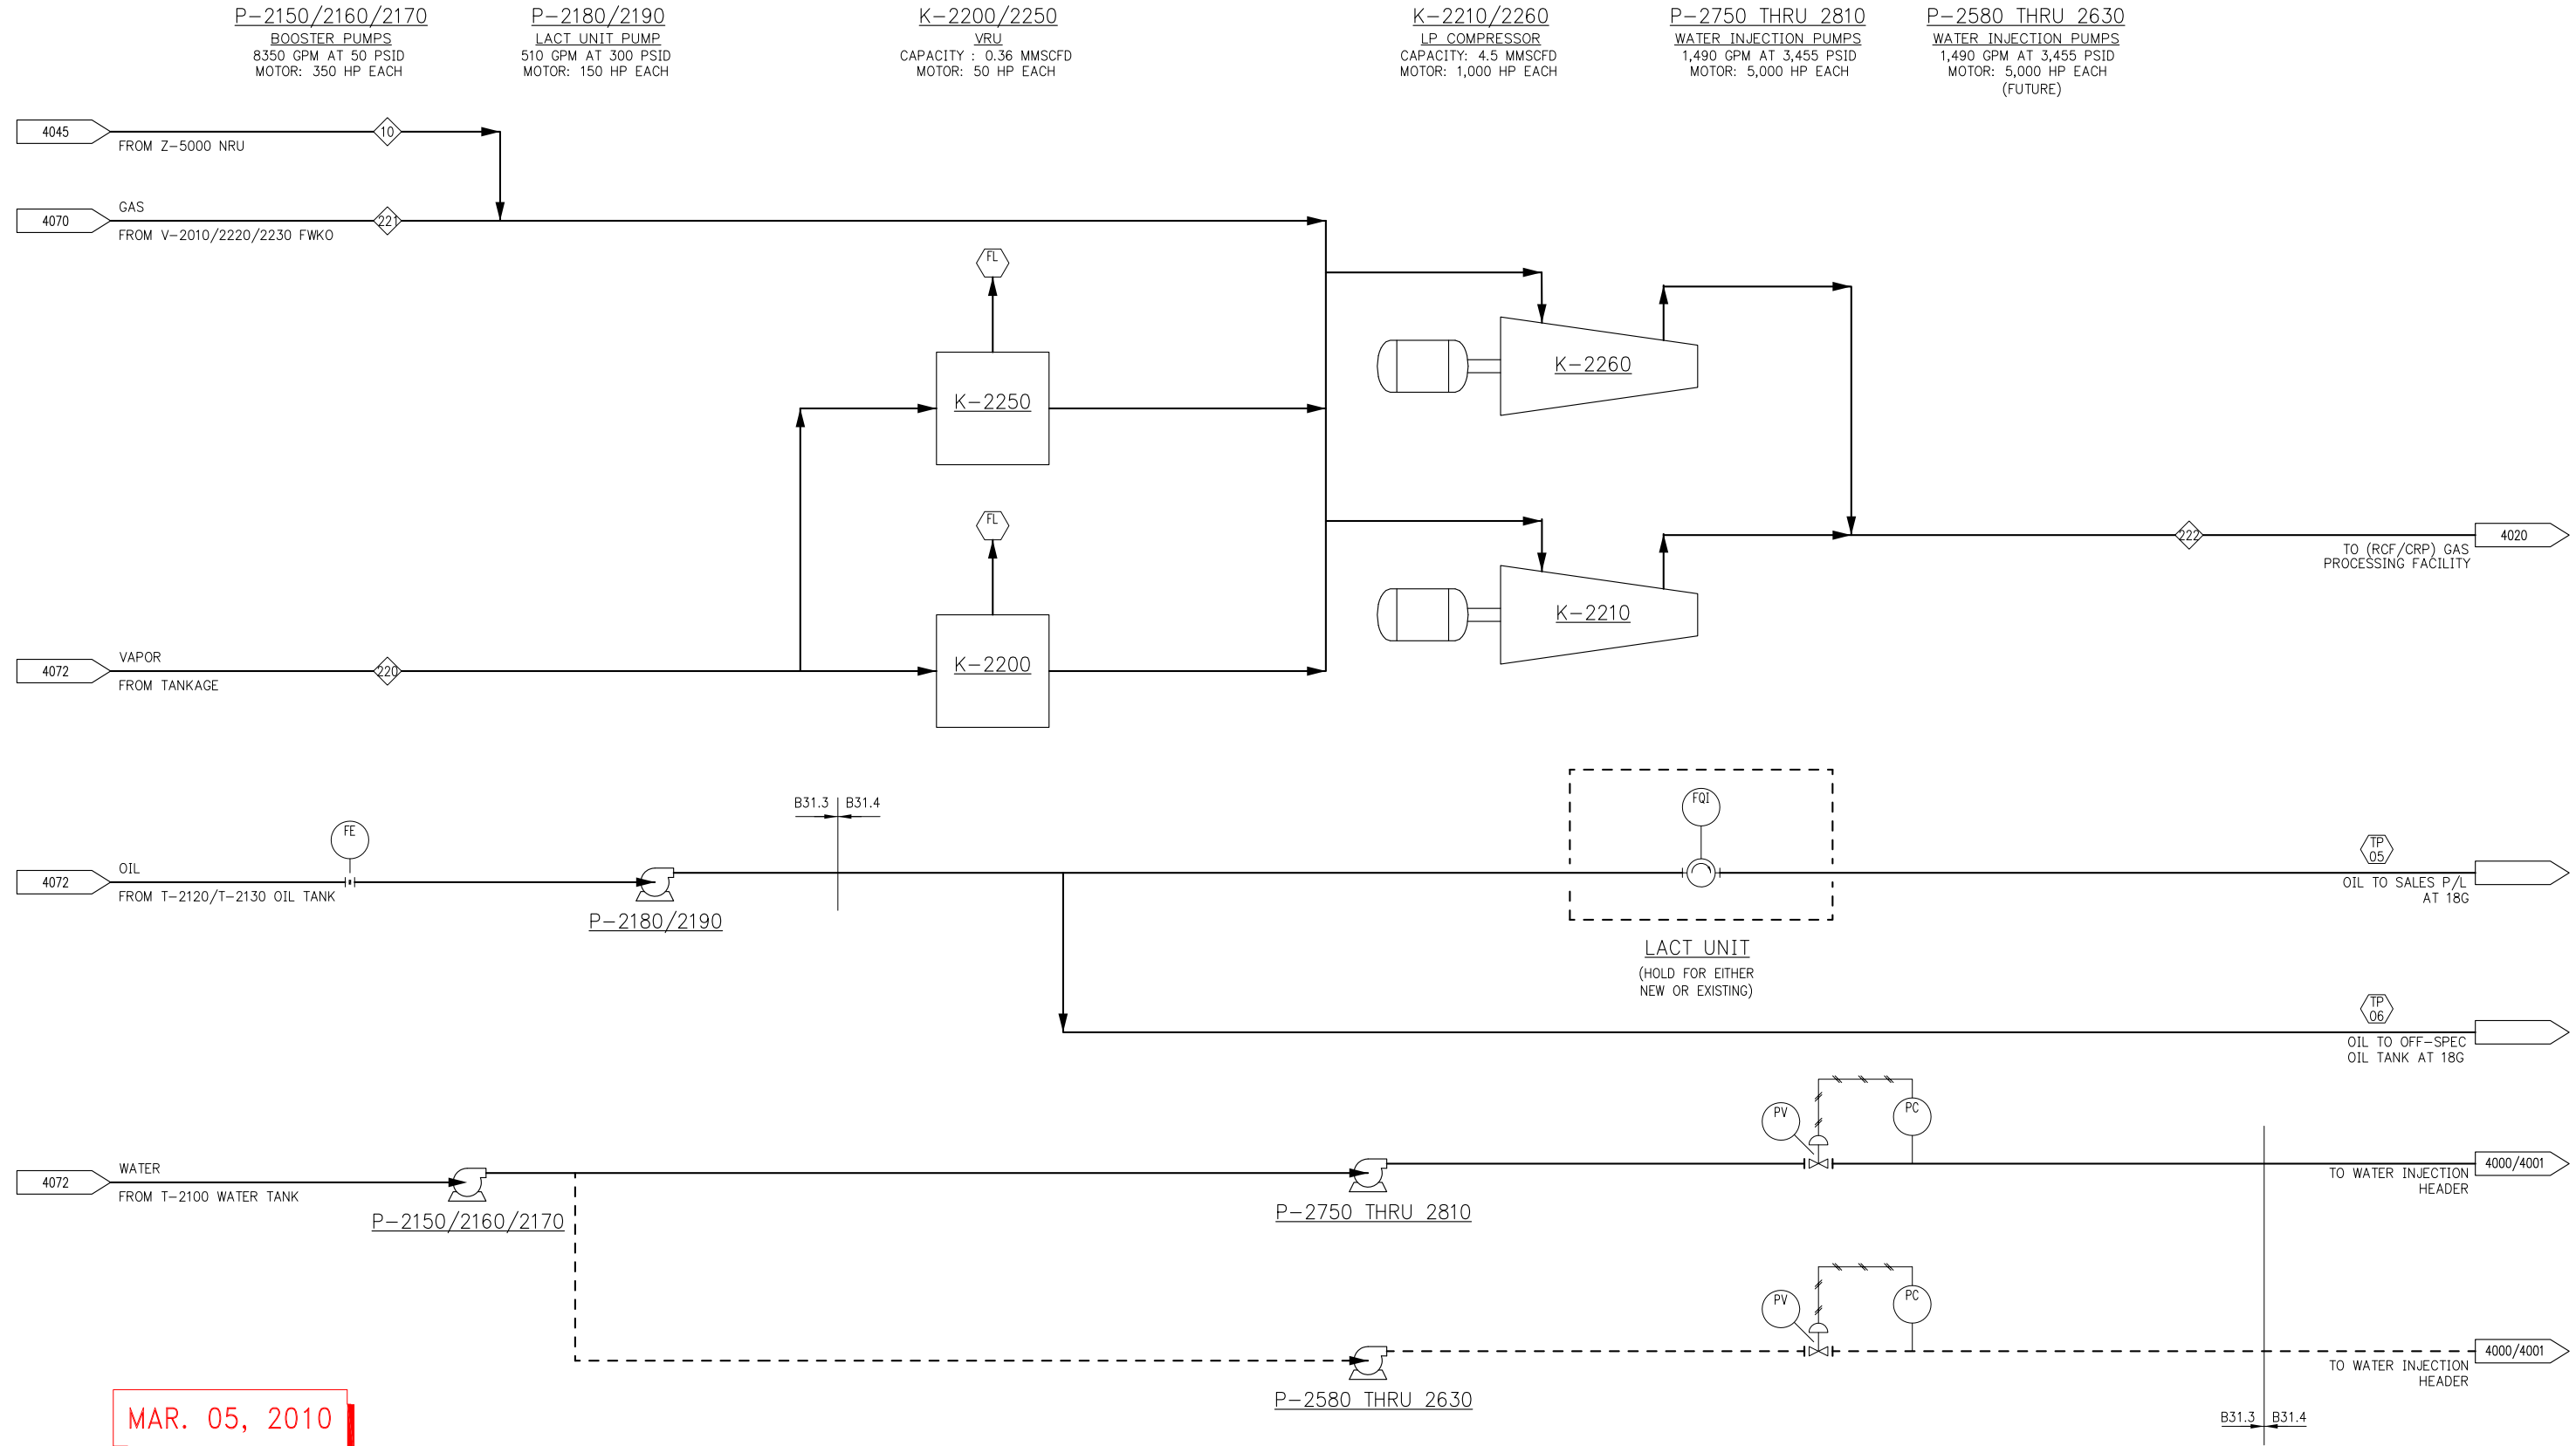 P-2150/2160/2170
BOOSTER PUMPS
8350 GPM AT 50 PSID
MOTOR: 350 HP EACH
P-2180/2190
LACT UNIT PUMP
510 GPM AT 300 PSID
MOTOR: 150 HP EACH
K-2200/2250
VRU
CAPACITY : 0.36 MMSCFD
MOTOR: 50 HP EACH
K-2210/2260
LP COMPRESSOR
CAPACITY: 4.5 MMSCFD
MOTOR: 1,000 HP EACH
P-2750 THRU 2810
WATER INJECTION PUMPS
1,490 GPM AT 3,455 PSID
MOTOR: 5,000 HP EACH
P-2580 THRU 2630
WATER INJECTION PUMPS
1,490 GPM AT 3,455 PSID
MOTOR: 5,000 HP EACH
(FUTURE)
4045
10
FROM Z-5000 NRU
GAS
4070
221
FROM V-2010/2220/2230 FWKO
FL
K-2260
K-2250
FL
222
4020
TO (RCF/CRP) GAS
PROCESSING FACILITY
K-2210
VAPOR
4072
220
K-2200
FROM TANKAGE
B31.3
B31.4
FQI
FE
OIL
4072
FROM T-2120/T-2130 OIL TANK
P-2180/2190
TP
05
OIL TO SALES P/L
AT 18G
LACT UNIT
(HOLD FOR EITHER
NEW OR EXISTING)
TP
06
OIL TO OFF-SPEC
OIL TANK AT 18G
PV
PC
WATER
4072
FROM T-2100 WATER TANK
P-2150/2160/2170
P-2750 THRU 2810
4000/4001
TO WATER INJECTION
HEADER
PV
PC
4000/4001
TO WATER INJECTION
HEADER
P-2580 THRU 2630
B31.3
B31.4
MAR. 05, 2010